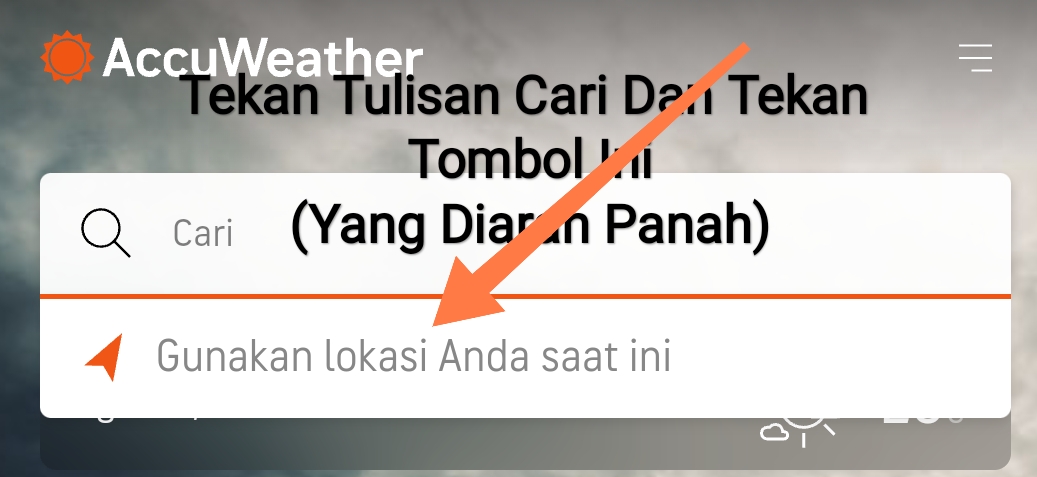 AccuWeather
Tekan Tulisan Cari Dan Tekan
Tombol Ini
Cari
(Yang Diarah Panah)
Gunakan lokasi Anda saat ini